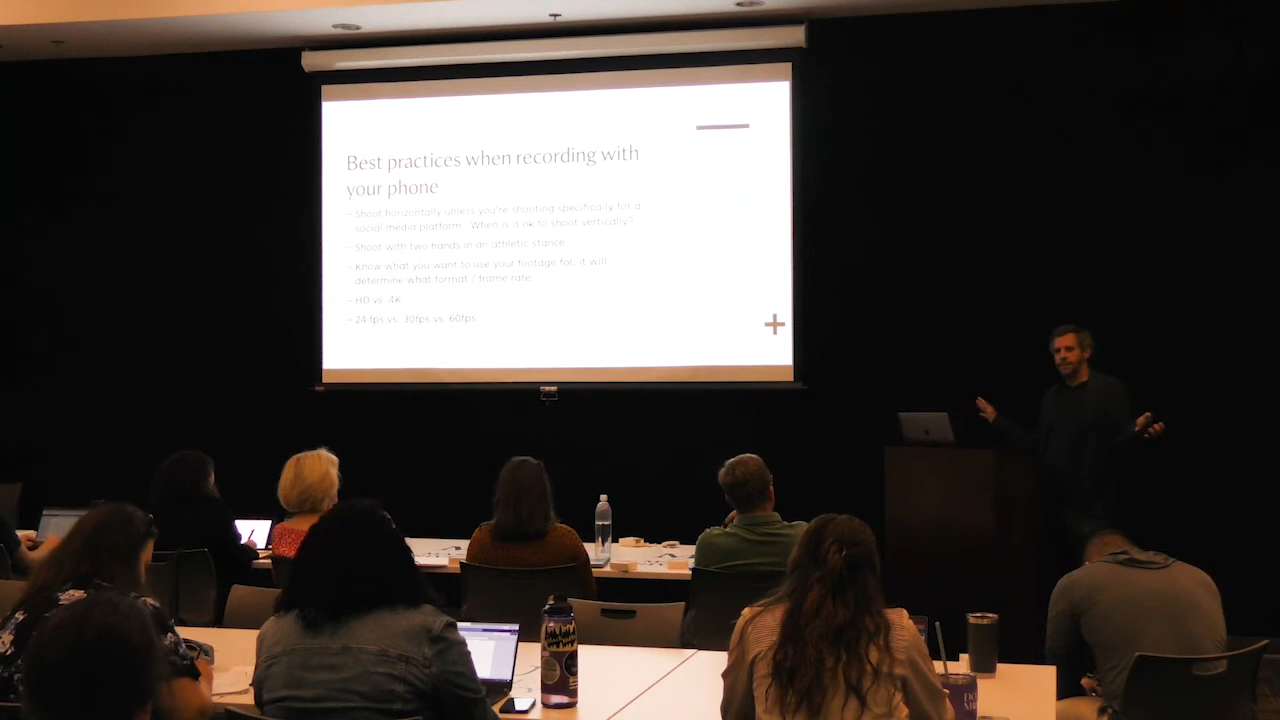 Best practices when recording with
your phone
– Shoot horizontally unless you're shooting specifically for a
social media platform. When is it ok to shoot vertically?
– Shoot with two hands in an athletic stance.
– Know what you want to use your footage for, it will
determine what format / frame rate.
– HD vs. 4K
– 24 fps vs. 30fps vs. 60fps